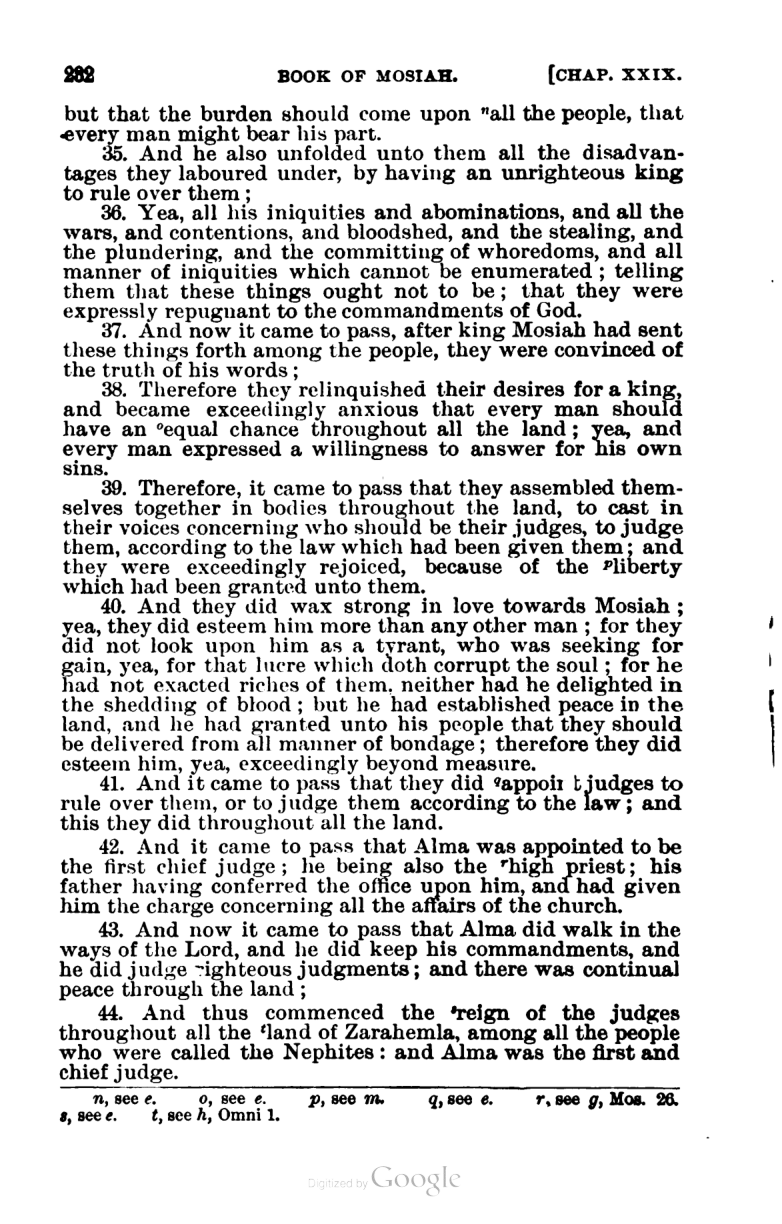 232 BOOK OF MOSIAH. [CHAP. XXIX.
but that the burden should come upon ⁿall the people, that
every man might bear his part.
35. And he also unfolded unto them all the disadvan-
tages they laboured under, by having an unrighteous king
to rule over them;
36. Yea, all his iniquities and abominations, and all the
wars, and contentions, and bloodshed, and the stealing, and
the plundering, and the committing of whoredoms, and all
manner of iniquities which cannot be enumerated; telling
them that these things ought not to be; that they were
expressly repugnant to the commandments of God.
37. And now it came to pass, after king Mosiah had sent
these things forth among the people, they were convinced of
the truth of his words;
38. Therefore they relinquished their desires for a king,
and became exceedingly anxious that every man should
have an ᵒequal chance throughout all the land; yea, and
every man expressed a willingness to answer for his own
sins.
39. Therefore, it came to pass that they assembled them-
selves together in bodies throughout the land, to cast in
their voices concerning who should be their judges, to judge
them, according to the law which had been given them; and
they were exceedingly rejoiced, because of the ᵖliberty
which had been granted unto them.
40. And they did wax strong in love towards Mosiah;
yea, they did esteem him more than any other man; for they
did not look upon him as a tyrant, who was seeking for
gain, yea, for that lucre which doth corrupt the soul; for he
had not exacted riches of them, neither had he delighted in
the shedding of blood; but he had established peace in the
land, and he had granted unto his people that they should
be delivered from all manner of bondage; therefore they did
esteem him, yea, exceedingly beyond measure.
41. And it came to pass that they did qappoint judges to
rule over them, or to judge them according to the law; and
this they did throughout all the land.
42. And it came to pass that Alma was appointed to be
the first chief judge; he being also the ʳhigh priest; his
father having conferred the office upon him, and had given
him the charge concerning all the affairs of the church.
43. And now it came to pass that Alma did walk in the
ways of the Lord, and he did keep his commandments, and
he did judge righteous judgments; and there was continual
peace through the land;
44. And thus commenced the ˢreign of the judges
throughout all the ᵗland of Zarahemla, among all the people
who were called the Nephites: and Alma was the first and
chief judge.
n, see e. o, see e. p, see m. q, see e. r, see g, Mos. 26.
s, see e. t, see h, Omni 1.
Digitized by Google